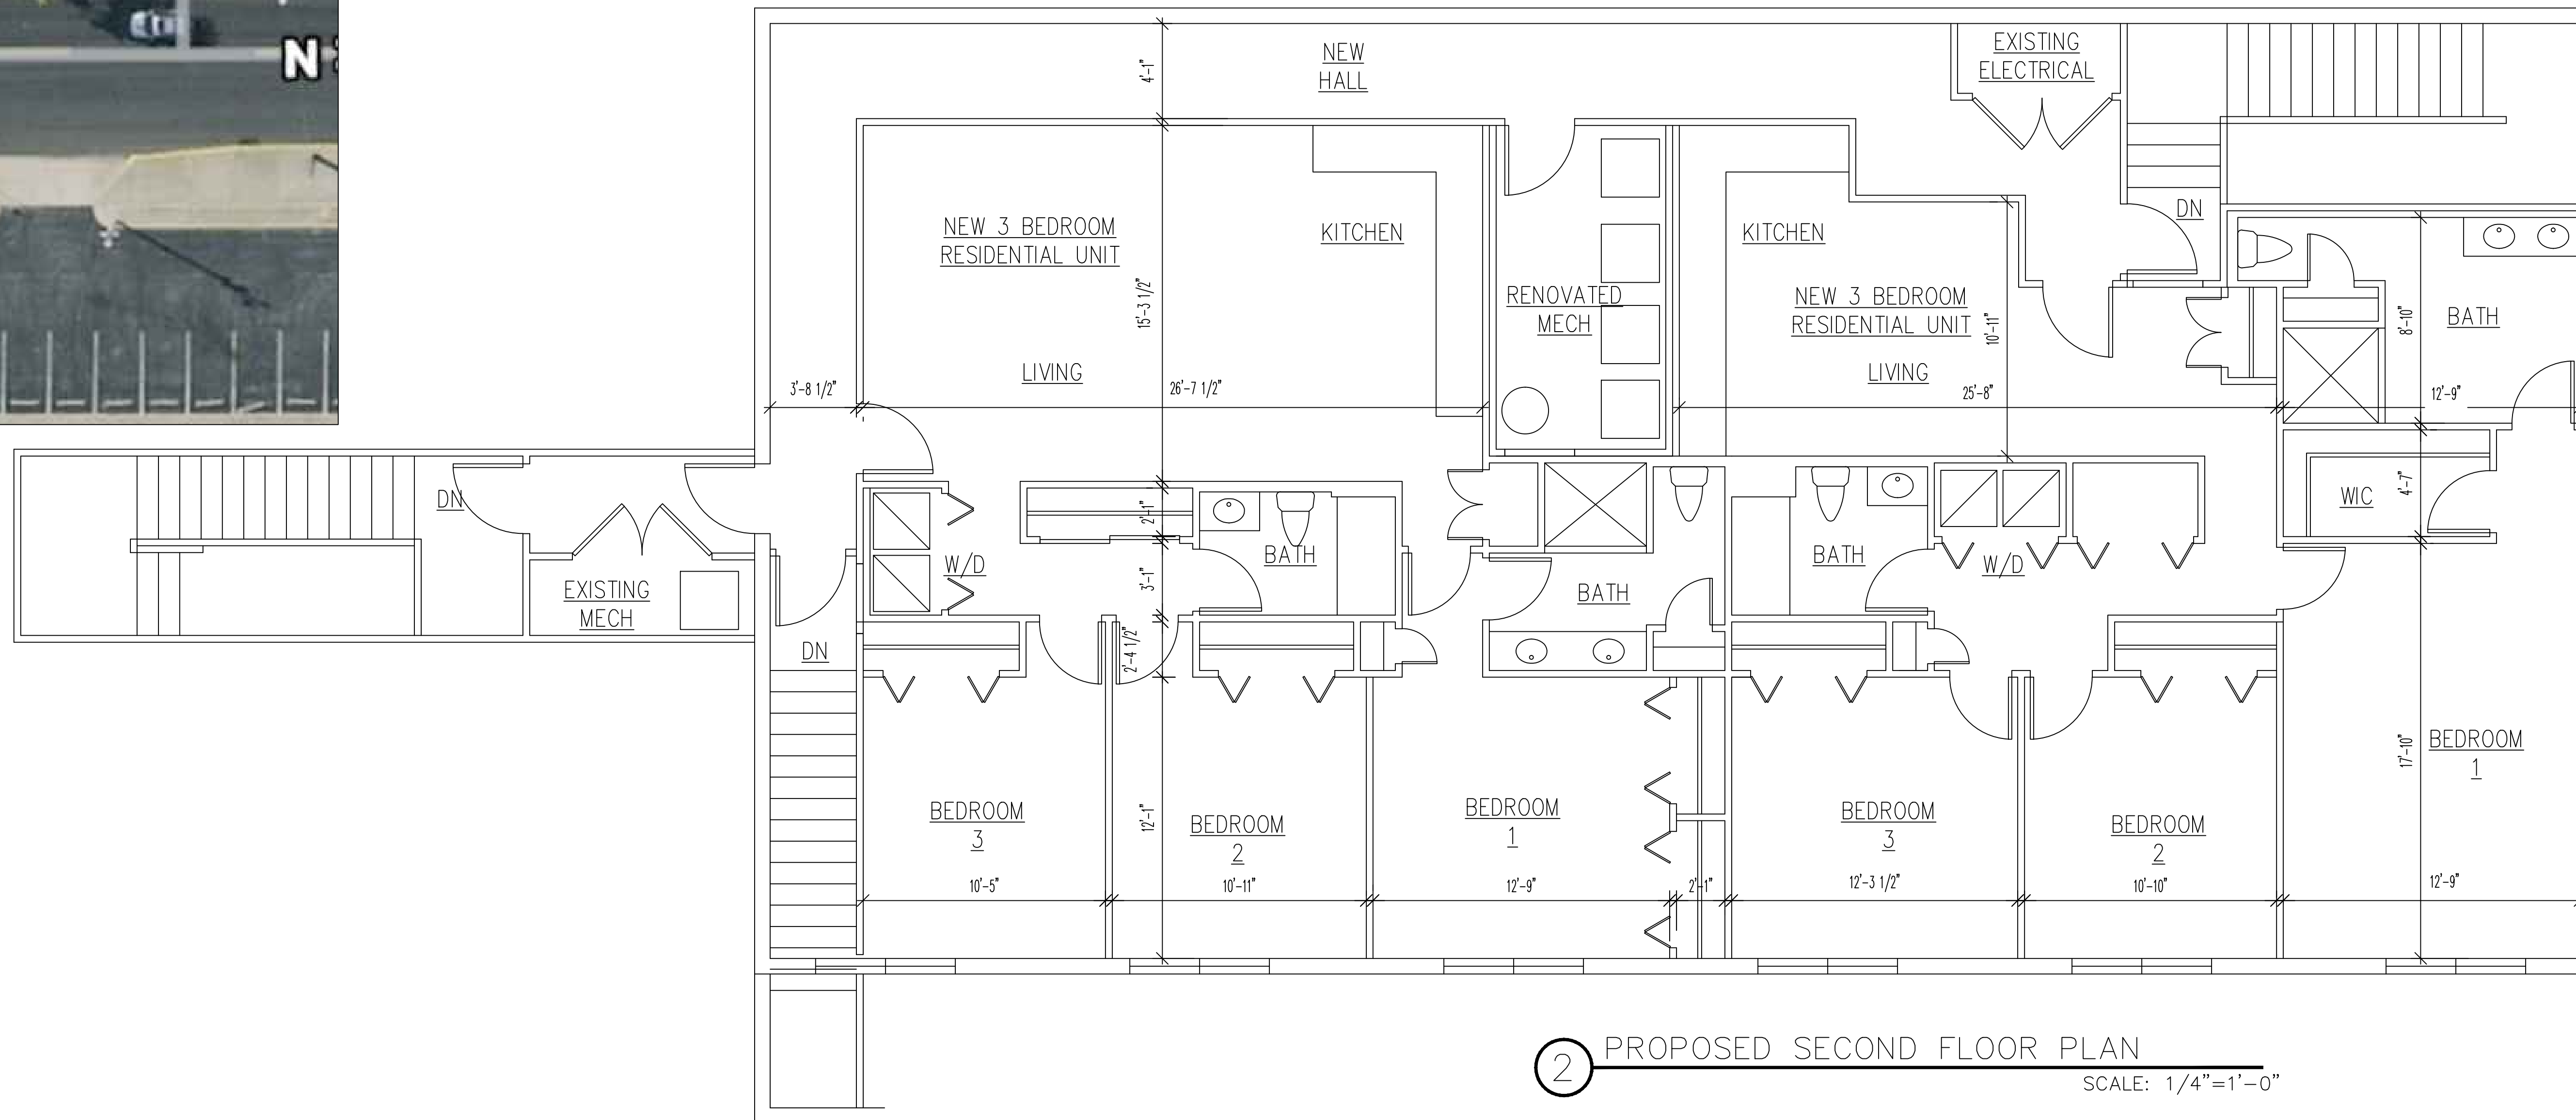 N
NEW
HALL
EXISTING
ELECTRICAL
4'-1"
NEW 3 BEDROOM
RESIDENTIAL UNIT
KITCHEN
15'-3 1/2"
LIVING
3'-8 1/2"
26'-7 1/2"
RENOVATED
MECH
KITCHEN
NEW 3 BEDROOM
RESIDENTIAL UNIT
10'-11"
LIVING
25'-8"
DN
BATH
8'-10"
12'-9"
DN
EXISTING
MECH
DN
W/D
2'-1"
3'-1"
2'-4 1/2"
BATH
BATH
BATH
W/D
WIC
4'-7"
BEDROOM
3
BEDROOM
2
BEDROOM
1
BEDROOM
3
BEDROOM
2
BEDROOM
1
12'-1"
17'-10"
10'-5"
10'-11"
12'-9"
2'-1"
12'-3 1/2"
10'-10"
12'-9"
2 PROPOSED SECOND FLOOR PLAN
SCALE: 1/4"=1'-0"